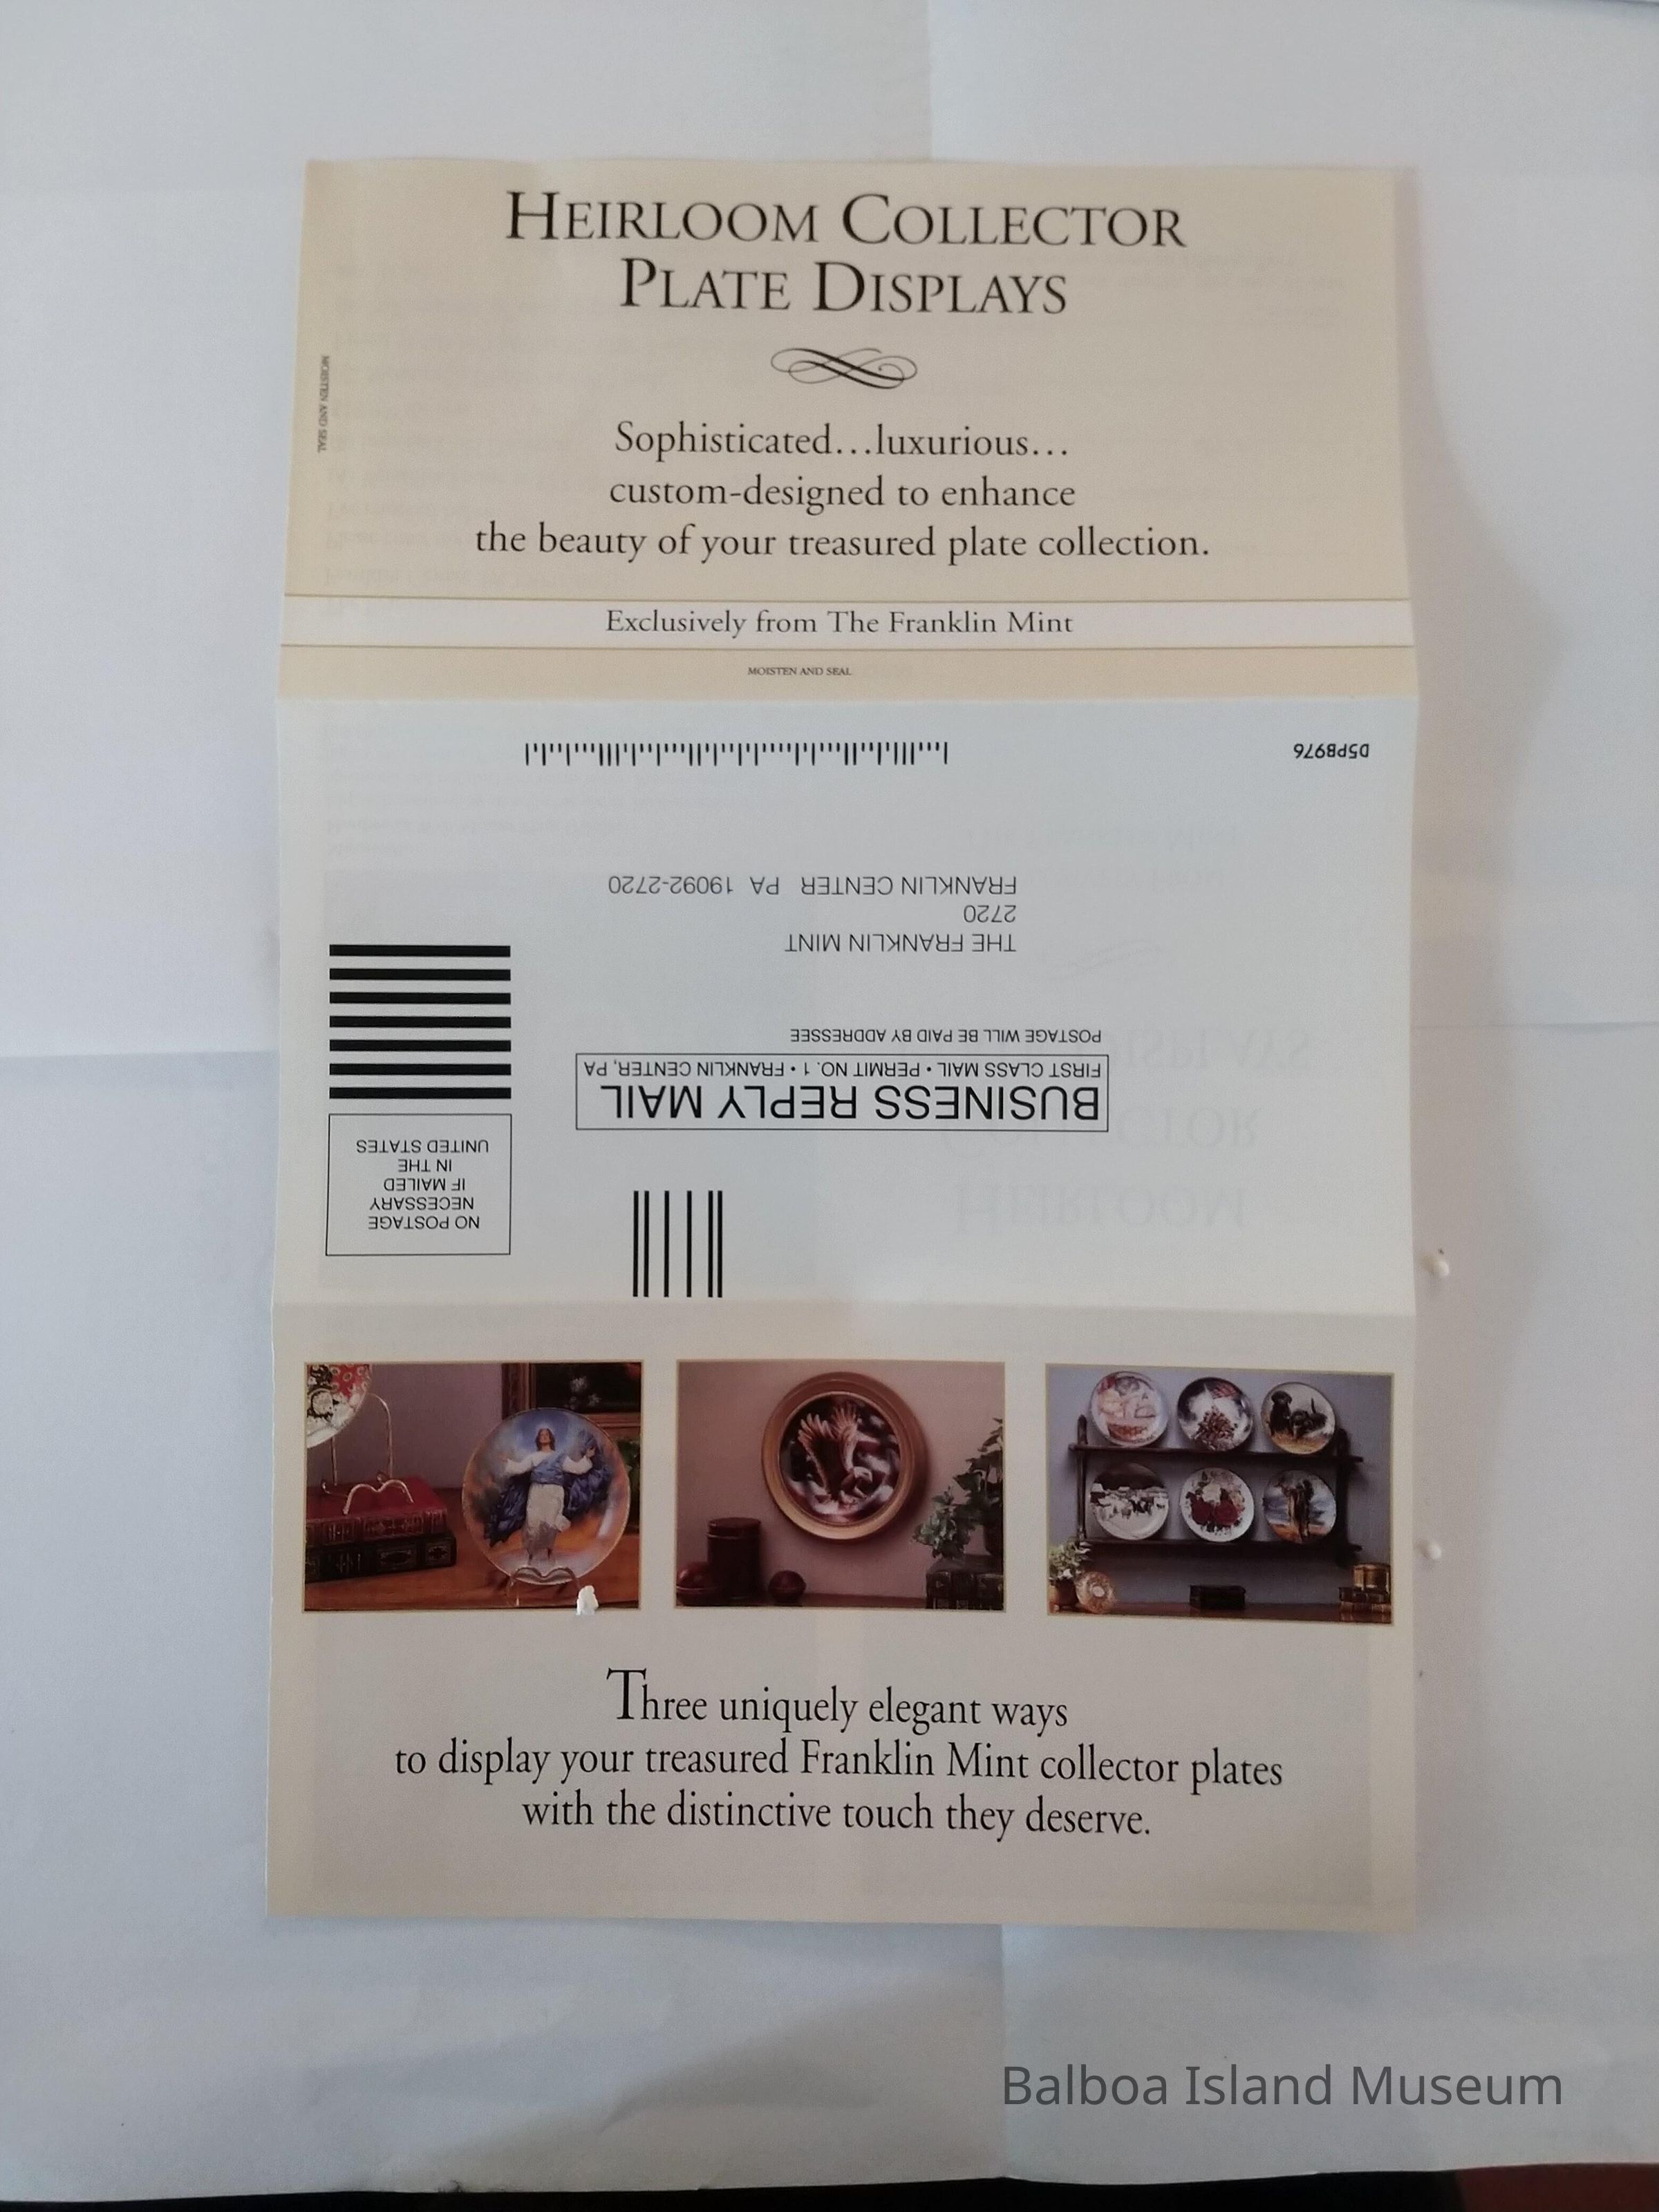 HEIRLOOM COLLECTOR
PLATE DISPLAYS
MOISTEN AND SEAL
Sophisticated...luxurious...
custom-designed to enhance
the beauty of your treasured plate collection.
Exclusively from The Franklin Mint
MOISTEN AND SEAL
NO POSTAGE
NECESSARY
IF MAILED
IN THE
UNITED STATES
BUSINESS REPLY MAIL
FIRST CLASS MAIL • PERMIT NO. 1 • FRANKLIN CENTER, PA
POSTAGE WILL BE PAID BY ADDRESSEE
THE FRANKLIN MINT
2720
FRANKLIN CENTER PA 19092-2720
D5PB976
Three uniquely elegant ways
to display your treasured Franklin Mint collector plates
with the distinctive touch they deserve.
Balboa Island Museum